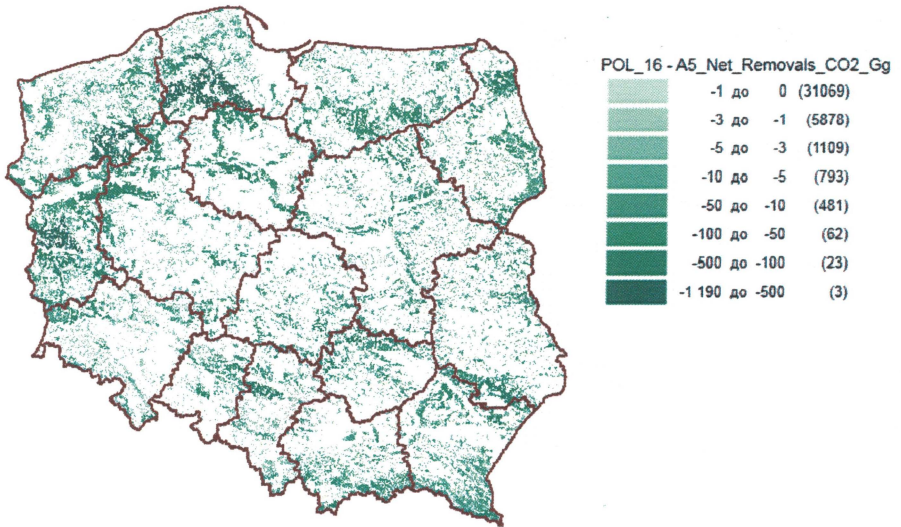 POL_16 - A5_Net_Removals_CO2_Gg
-1 до 0 (31069)
-3 до -1 (5878)
-5 до -3 (1109)
-10 до -5 (793)
-50 до -10 (481)
-100 до -50 (62)
-500 до -100 (23)
-1 190 до -500 (3)